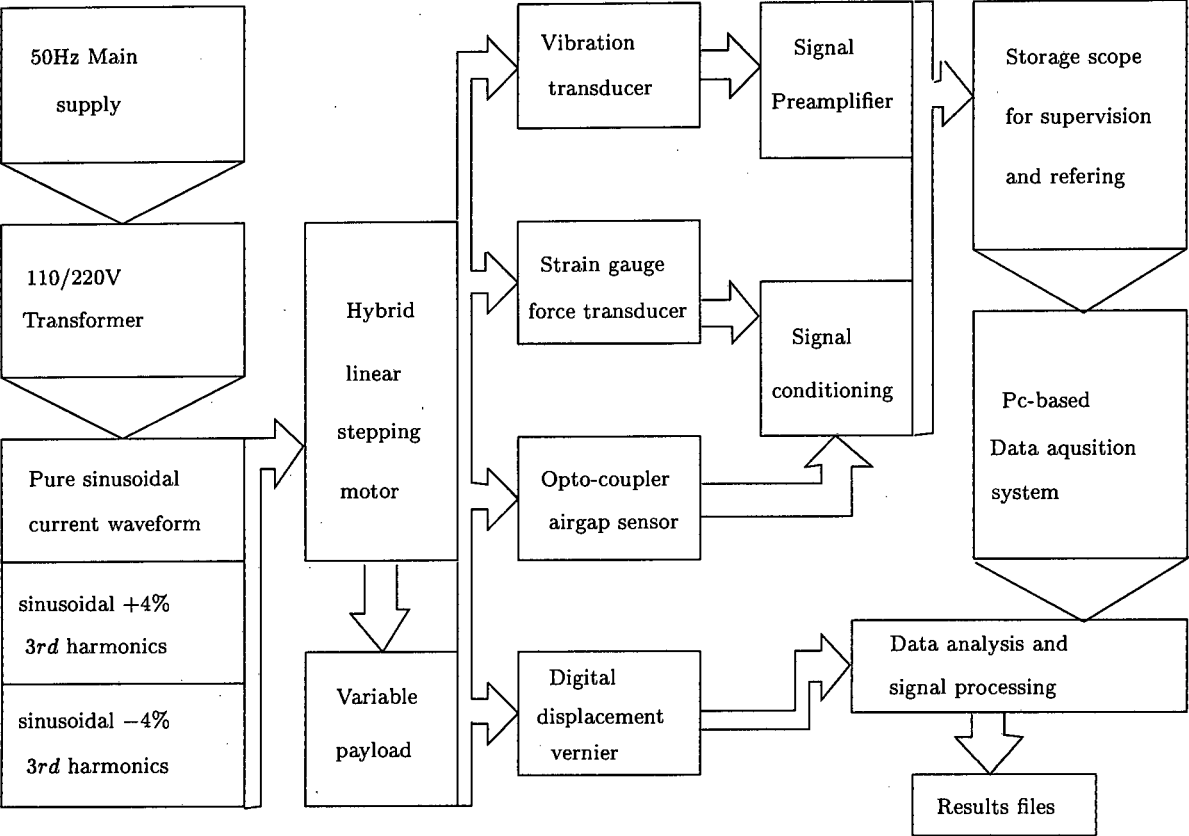 50Hz Main
supply
110/220V
Transformer
Pure sinusoidal
current waveform
sinusoidal +4%
3rd harmonics
sinusoidal −4%
3rd harmonics
Hybrid
linear
stepping
motor
Variable
payload
Vibration
transducer
Strain gauge
force transducer
Opto-coupler
airgap sensor
Digital
displacement
vernier
Signal
Preamplifier
Signal
conditioning
Storage scope
for supervision
and refering
Pc-based
Data aqusition
system
Data analysis and
signal processing
Results files